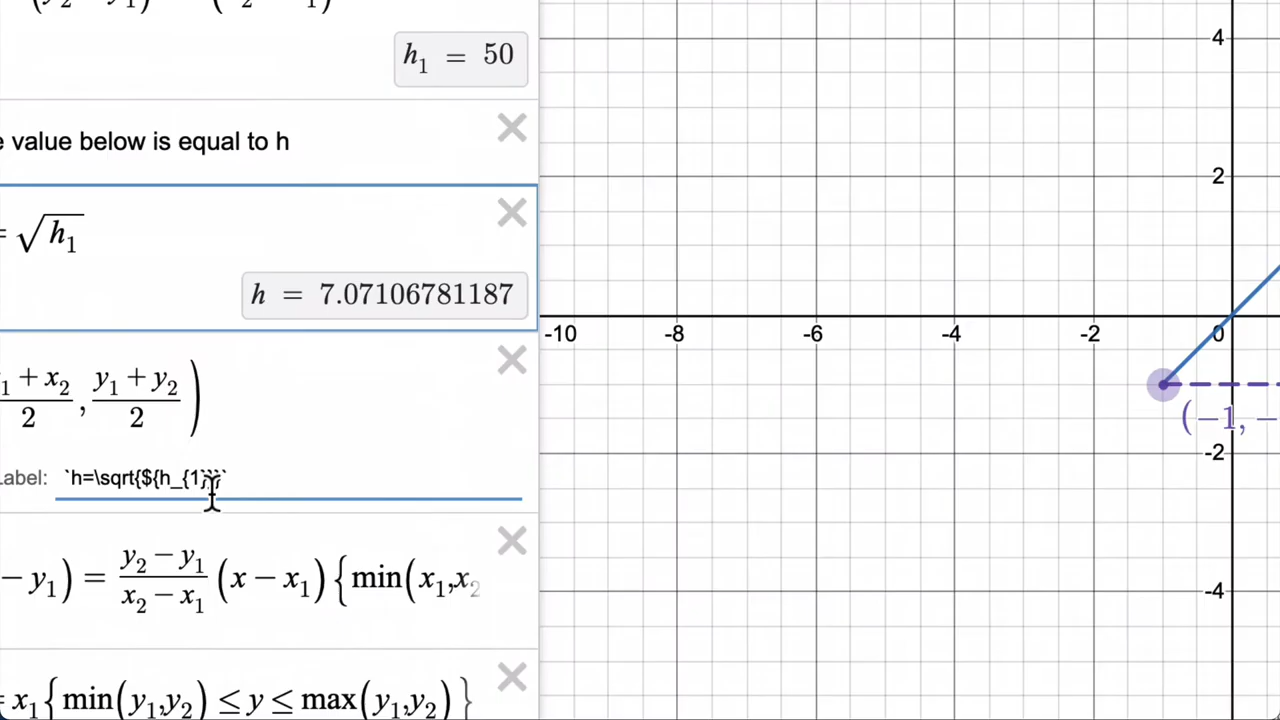 h₁ = 50
value below is equal to h
= √h₁
h = 7.07106781187
₁ + x₂ / 2 , y₁ + y₂ / 2 )
Label: `h=\sqrt{${h_{1}}}`
− y₁) = y₂ − y₁ / x₂ − x₁ (x − x₁) {min(x₁,x₂
x₁ {min(y₁,y₂) ≤ y ≤ max(y₁,y₂)}
4
2
-10 -8 -6 -4 -2 0
(−1, −
-2
-4